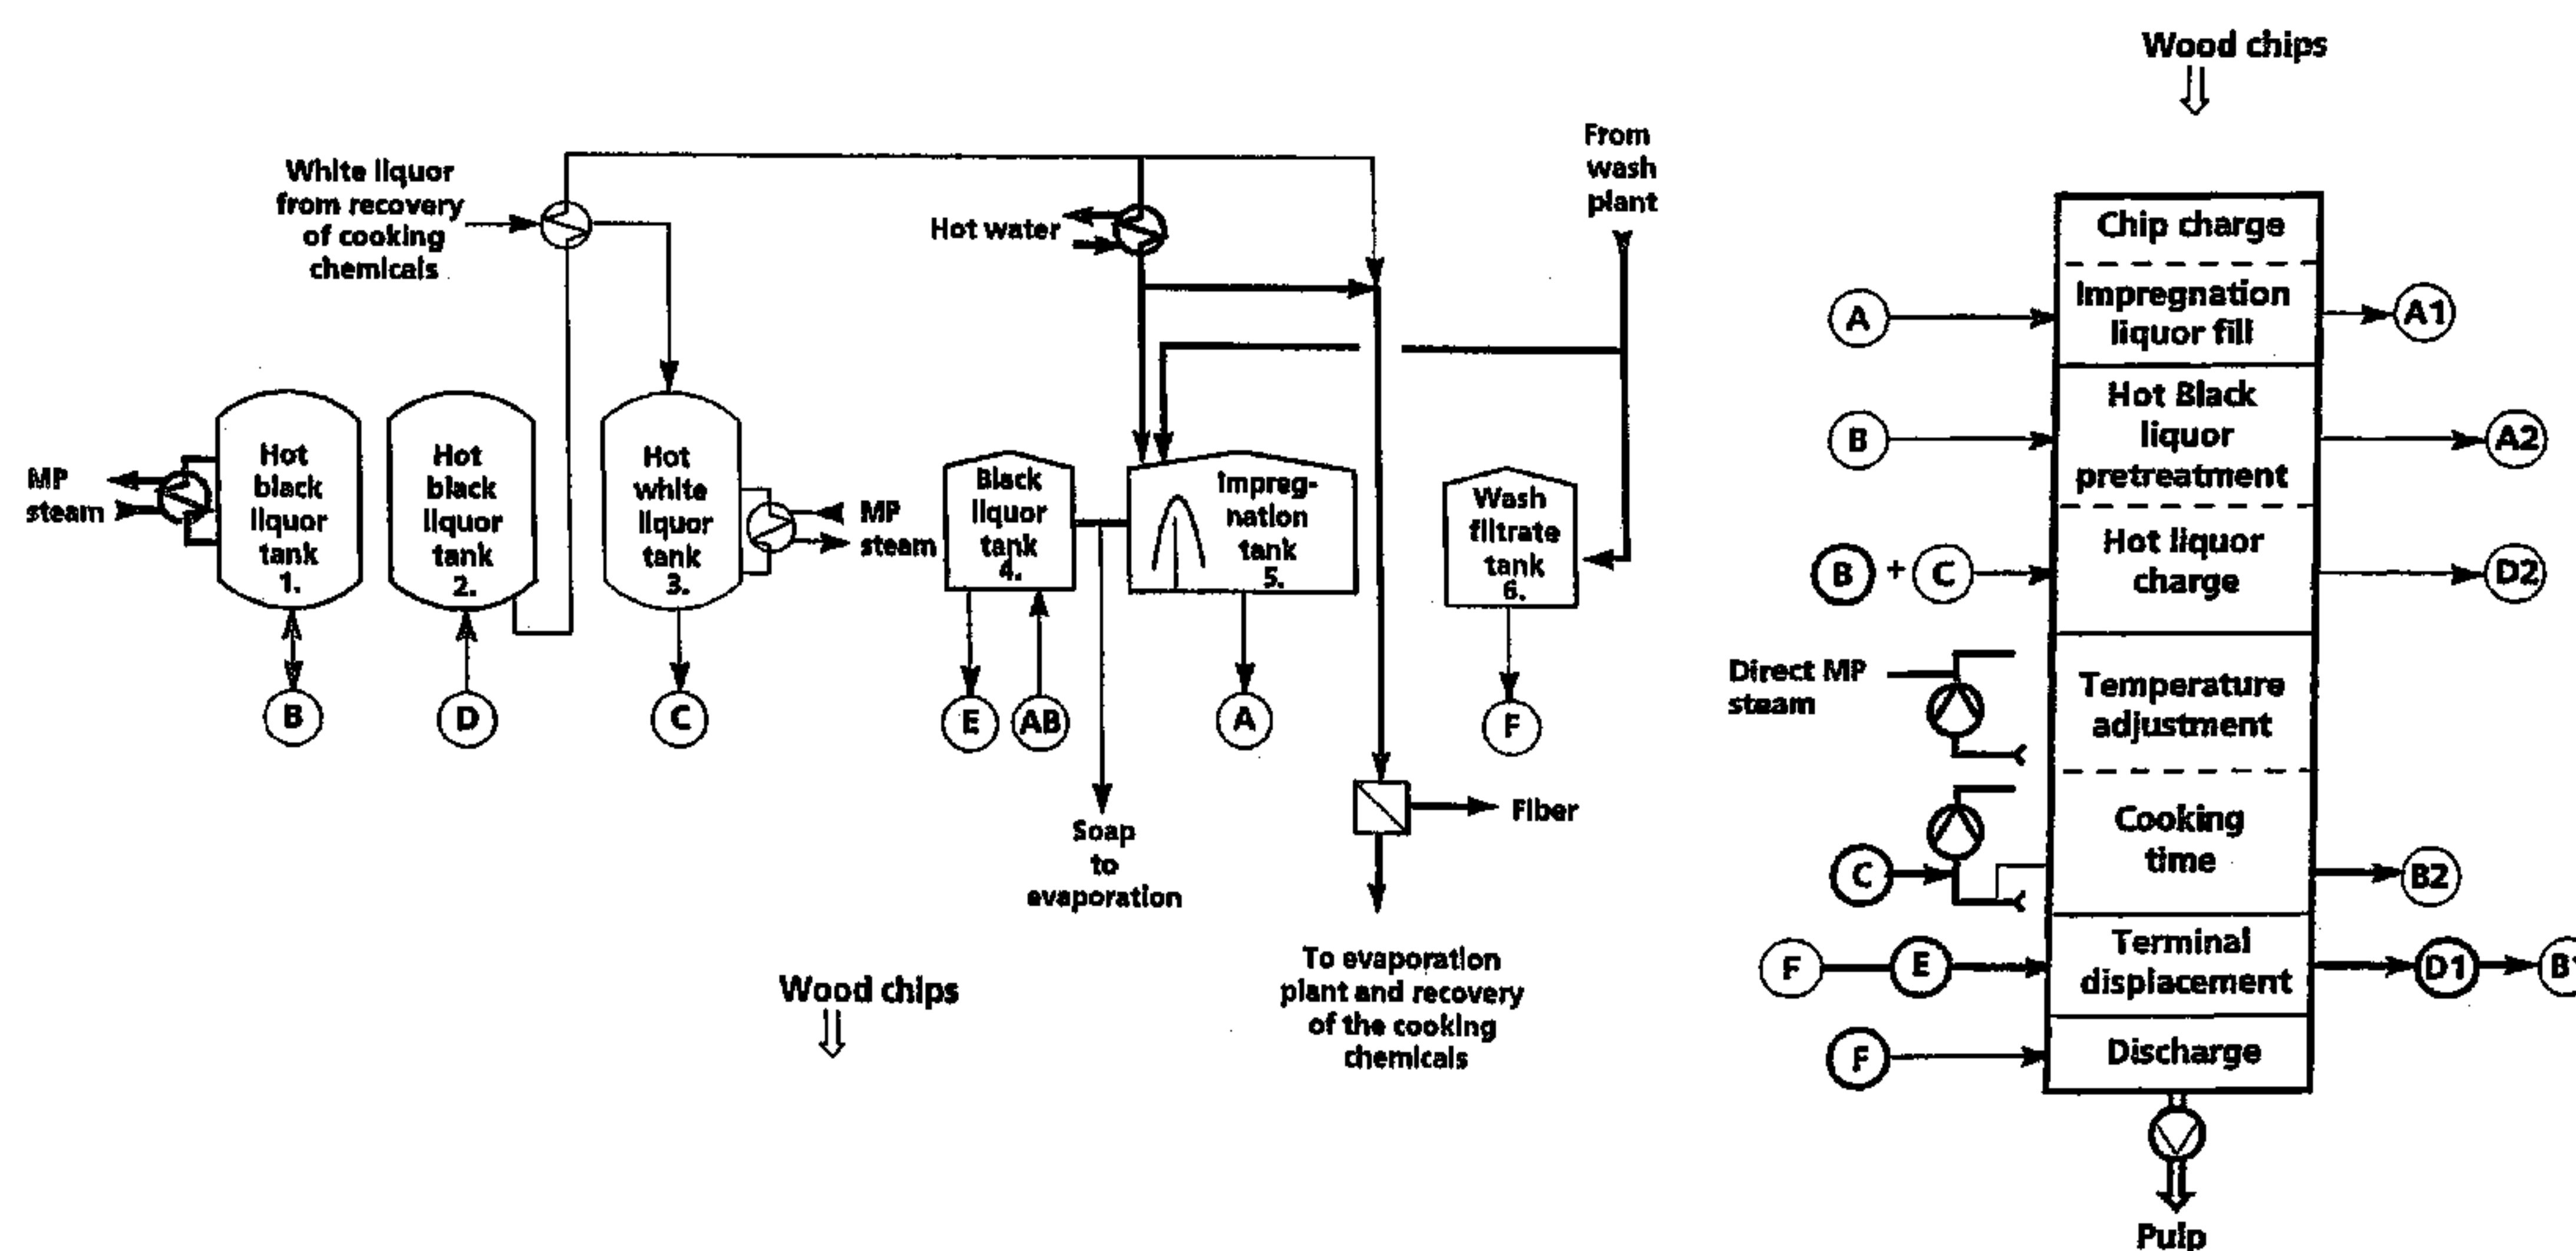 White liquor
from recovery
of cooking
chemicals
Hot water
From
wash
plant
MP
steam
Hot
black
liquor
tank
1.
Hot
black
liquor
tank
2.
Hot
white
liquor
tank
3.
MP
steam
Black
liquor
tank
4.
Impreg-
nation
tank
5.
Wash
filtrate
tank
6.
B
D
C
E
AB
A
F
Soap
to
evaporation
Fiber
To evaporation
plant and recovery
of the cooking
chemicals
Wood chips
Wood chips
Chip charge
A
Impregnation
liquor fill
A1
B
Hot Black
liquor
pretreatment
A2
B + C
Hot liquor
charge
D2
Direct MP
steam
Temperature
adjustment
C
Cooking
time
B2
F
E
Terminal
displacement
D1
F
Discharge
Pulp